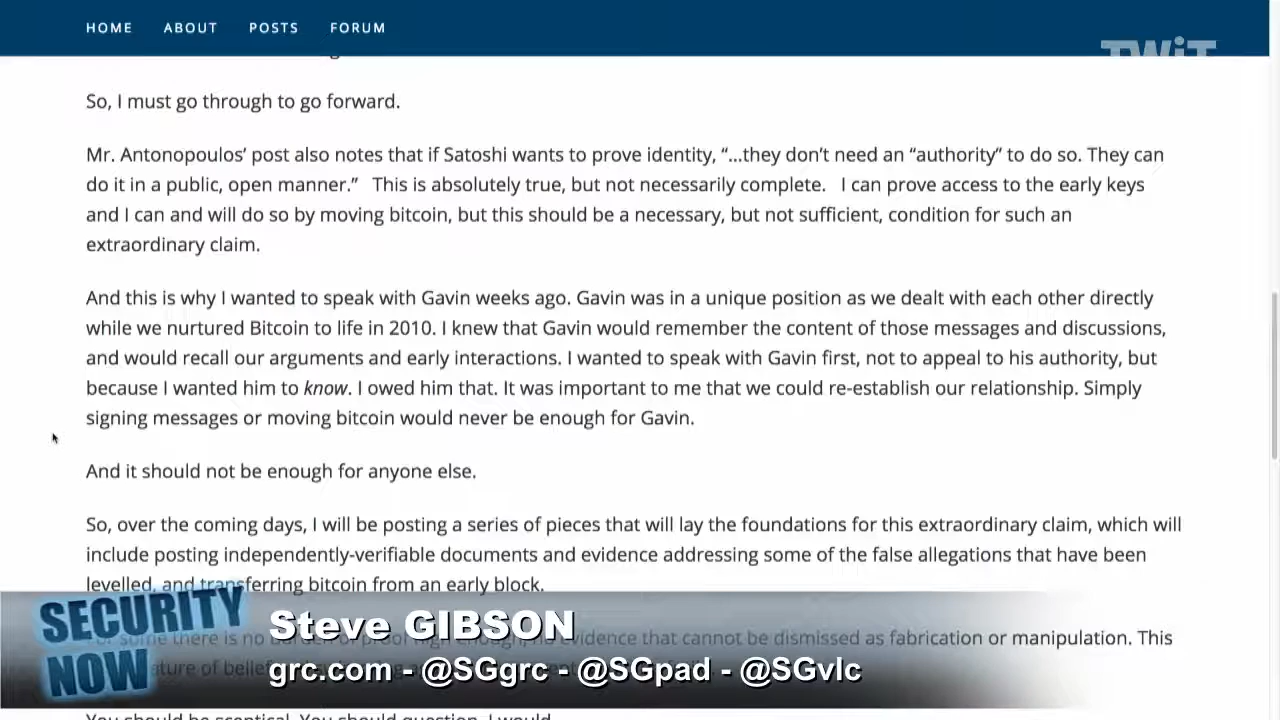 HOME ABOUT POSTS FORUM
TWiT
So, I must go through to go forward.
Mr. Antonopoulos’ post also notes that if Satoshi wants to prove identity, “...they don’t need an “authority” to do so. They can
do it in a public, open manner.” This is absolutely true, but not necessarily complete. I can prove access to the early keys
and I can and will do so by moving bitcoin, but this should be a necessary, but not sufficient, condition for such an
extraordinary claim.
And this is why I wanted to speak with Gavin weeks ago. Gavin was in a unique position as we dealt with each other directly
while we nurtured Bitcoin to life in 2010. I knew that Gavin would remember the content of those messages and discussions,
and would recall our arguments and early interactions. I wanted to speak with Gavin first, not to appeal to his authority, but
because I wanted him to know. I owed him that. It was important to me that we could re-establish our relationship. Simply
signing messages or moving bitcoin would never be enough for Gavin.
And it should not be enough for anyone else.
So, over the coming days, I will be posting a series of pieces that will lay the foundations for this extraordinary claim, which will
include posting independently-verifiable documents and evidence addressing some of the false allegations that have been
levelled, and transferring bitcoin from an early block.
some there is no evidence that cannot be dismissed as fabrication or manipulation. This
SECURITY NOW
Steve GIBSON
grc.com - @SGgrc - @SGpad - @SGvlc
You should be sceptical. You should question. I would.